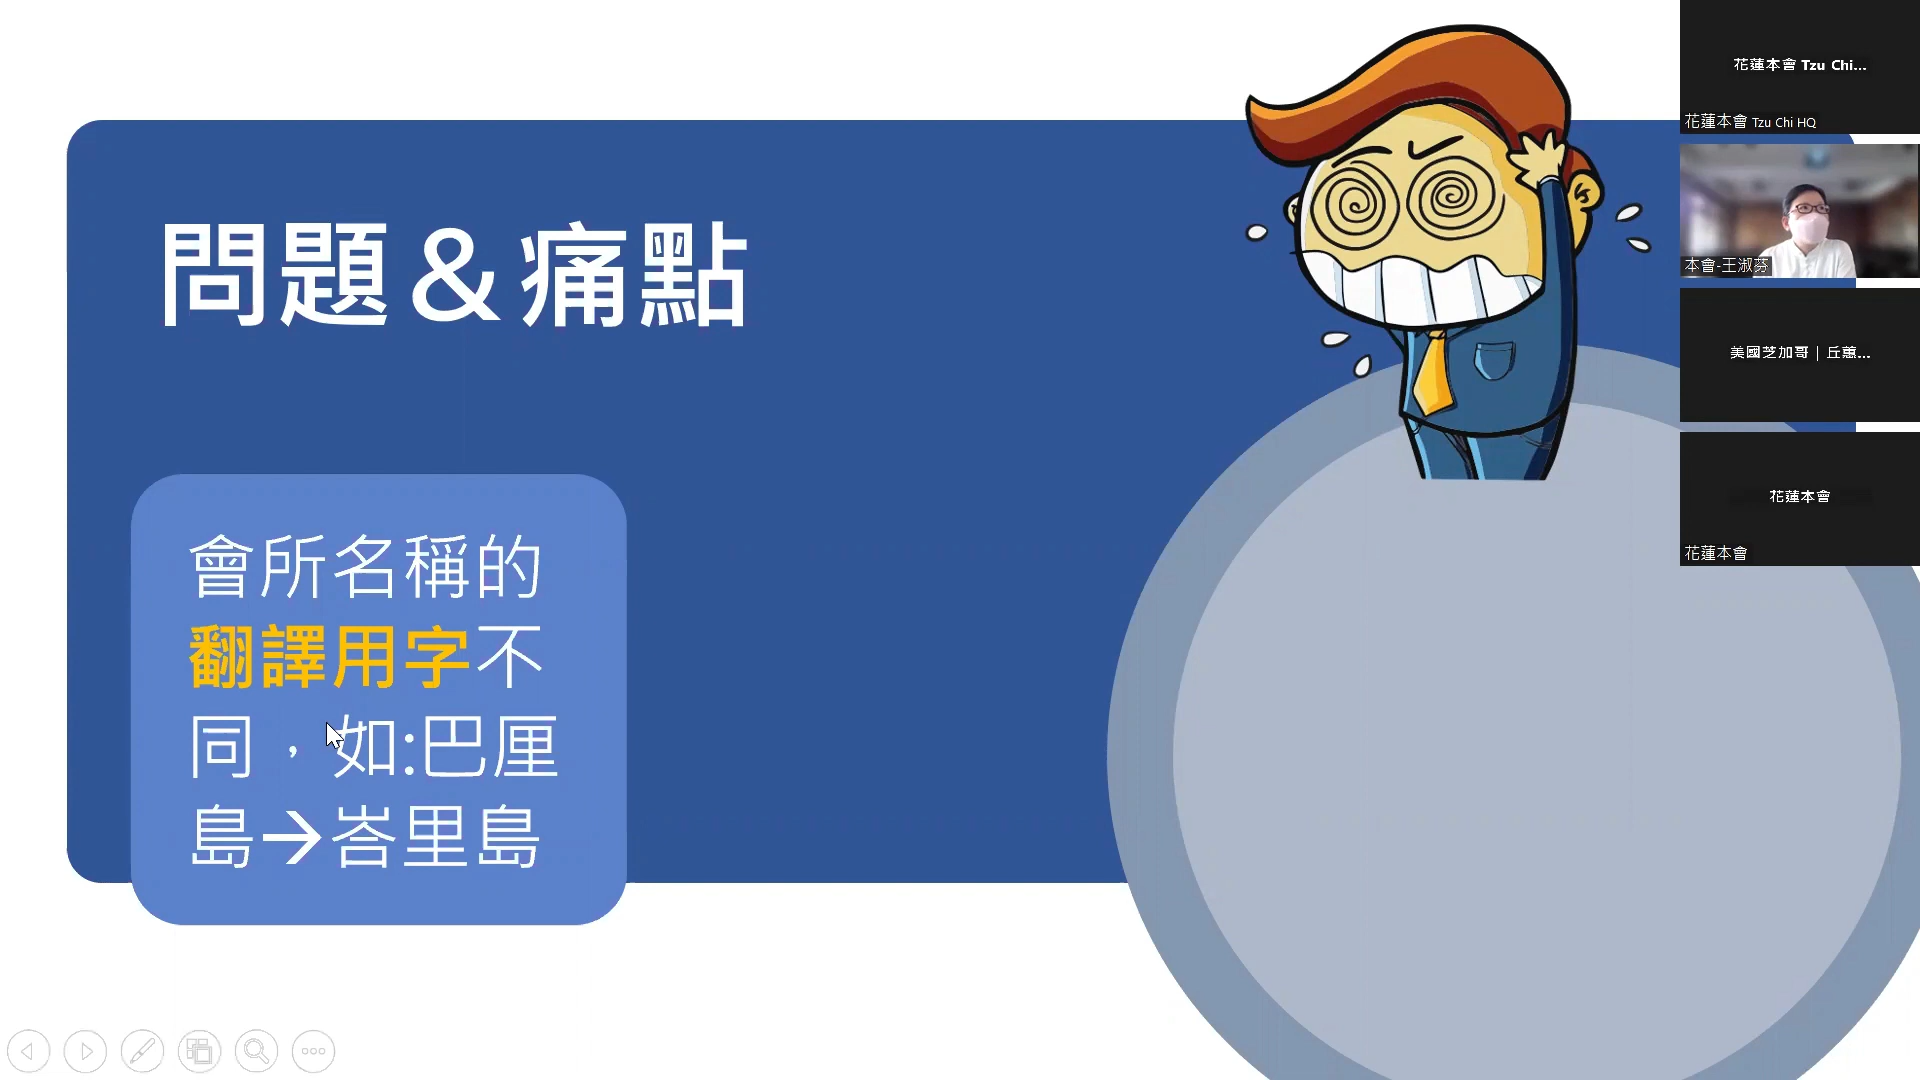 問題&痛點
會所名稱的
翻譯用字不
同，如:巴厘
島→峇里島
花蓮本會 Tzu Chi...
花蓮本會 Tzu Chi HQ
本會-王淑芬
美國芝加哥｜丘蕙...
花蓮本會
花蓮本會